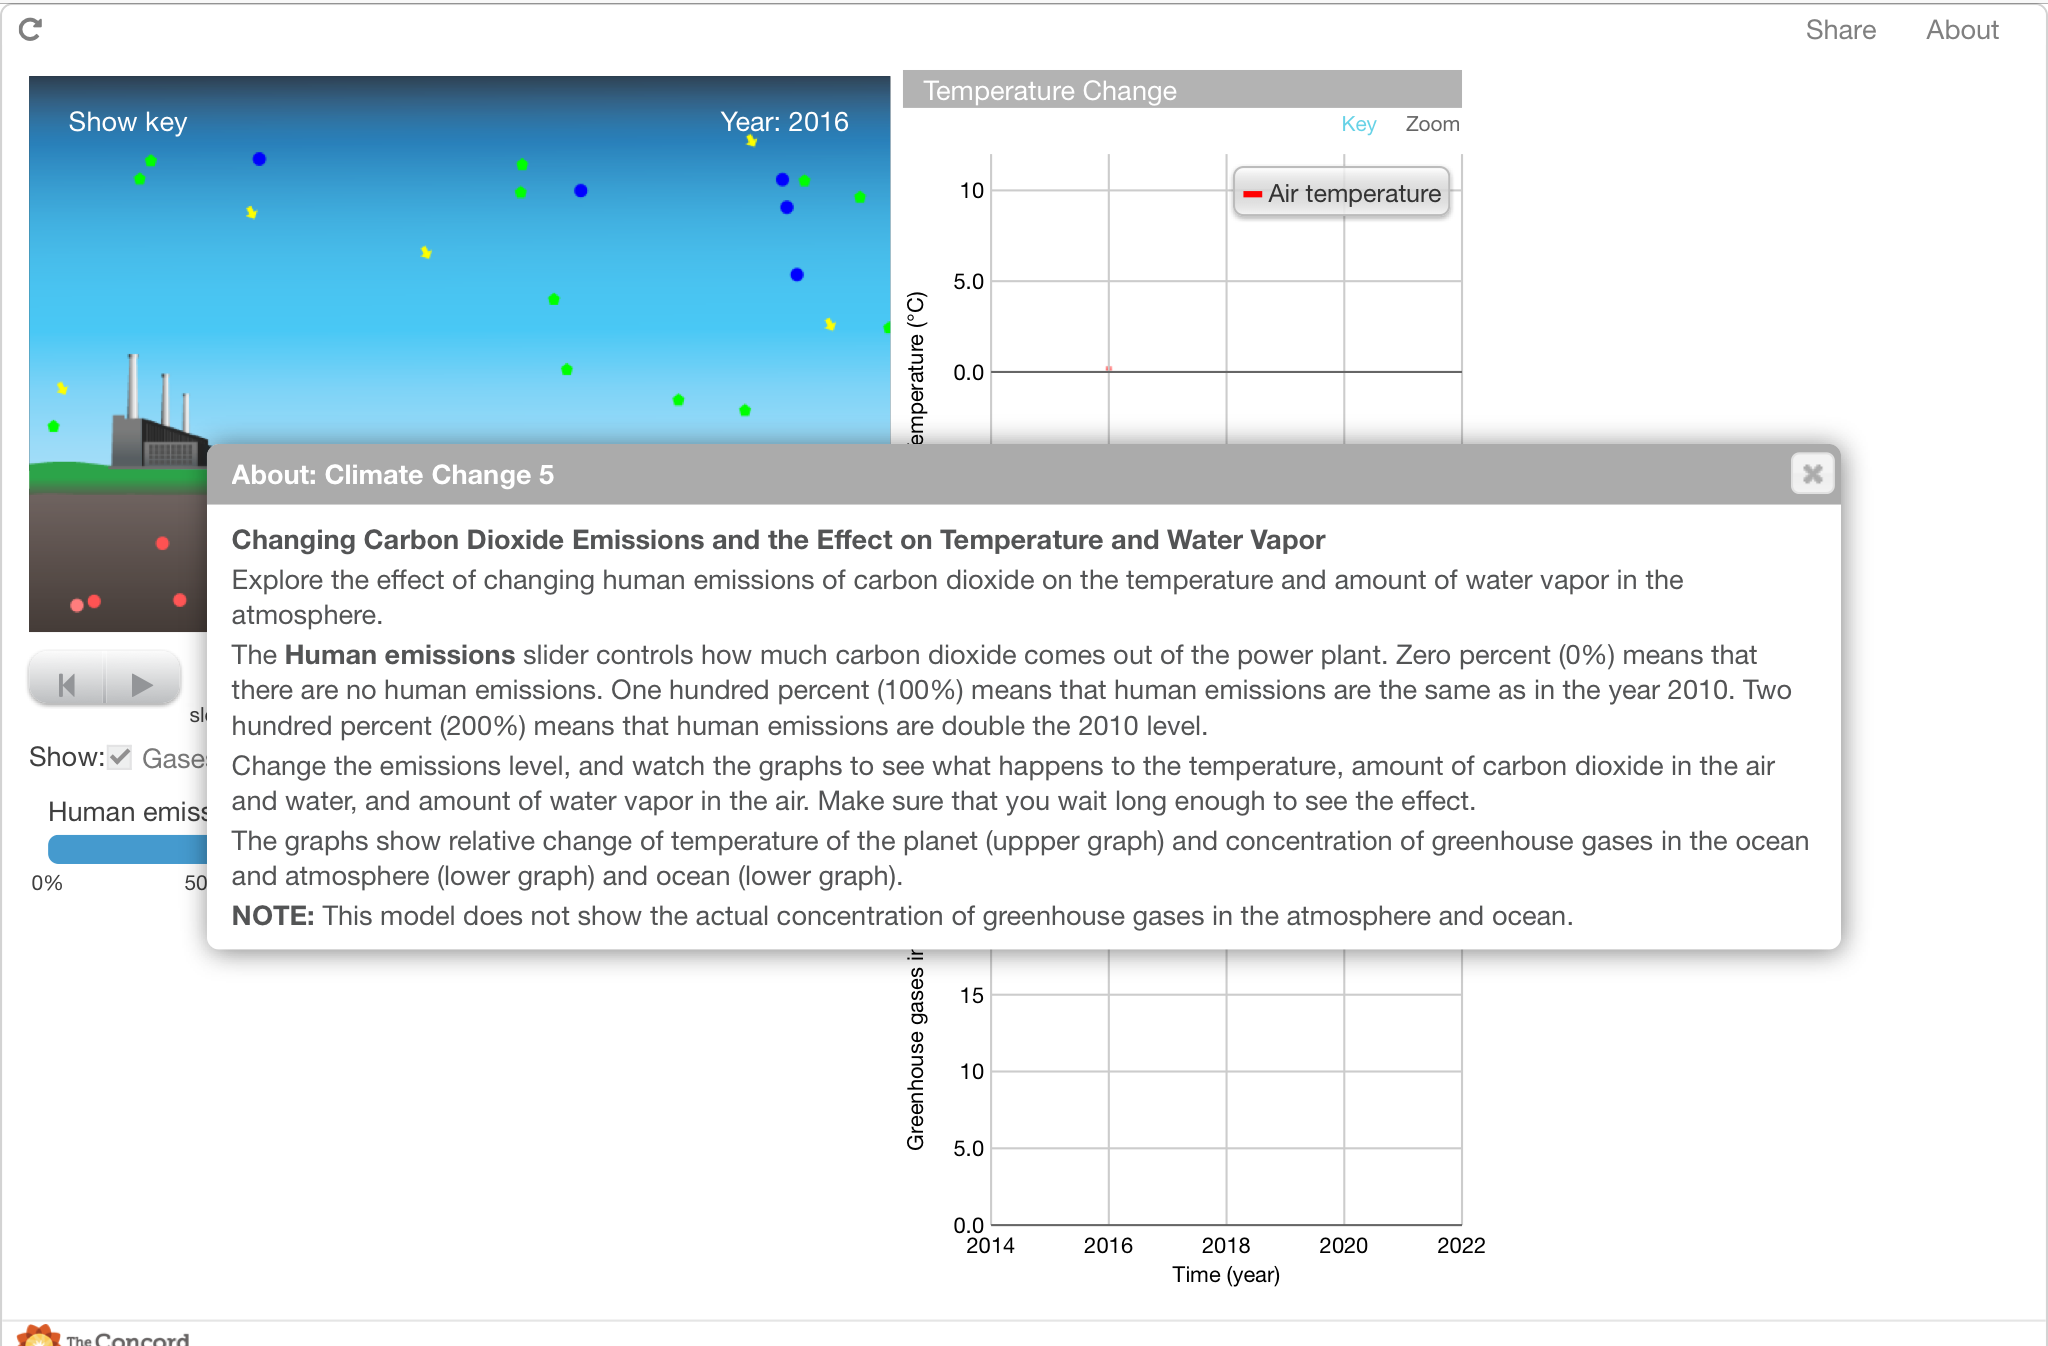 Share About
Show key
Year: 2016
Temperature Change
Key Zoom
Air temperature
10
5.0
0.0
emperature (°C)
About: Climate Change 5
Changing Carbon Dioxide Emissions and the Effect on Temperature and Water Vapor
Explore the effect of changing human emissions of carbon dioxide on the temperature and amount of water vapor in the
atmosphere.
The Human emissions slider controls how much carbon dioxide comes out of the power plant. Zero percent (0%) means that
there are no human emissions. One hundred percent (100%) means that human emissions are the same as in the year 2010. Two
hundred percent (200%) means that human emissions are double the 2010 level.
Change the emissions level, and watch the graphs to see what happens to the temperature, amount of carbon dioxide in the air
and water, and amount of water vapor in the air. Make sure that you wait long enough to see the effect.
The graphs show relative change of temperature of the planet (uppper graph) and concentration of greenhouse gases in the ocean
and atmosphere (lower graph) and ocean (lower graph).
NOTE: This model does not show the actual concentration of greenhouse gases in the atmosphere and ocean.
sl
Show: Gase
Human emiss
0% 50
Greenhouse gases in
15
10
5.0
0.0
2014 2016 2018 2020 2022
Time (year)
The Concord